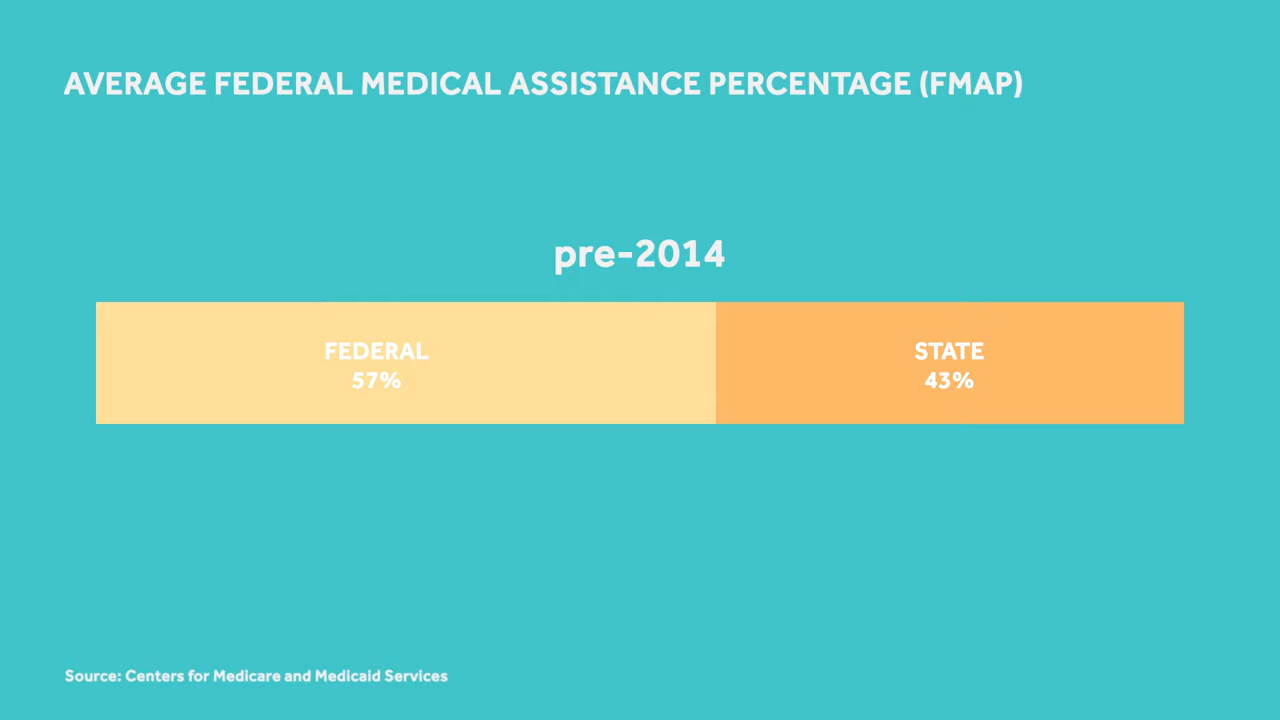 AVERAGE FEDERAL MEDICAL ASSISTANCE PERCENTAGE (FMAP)
pre-2014
FEDERAL
57%
STATE
43%
Source: Centers for Medicare and Medicaid Services